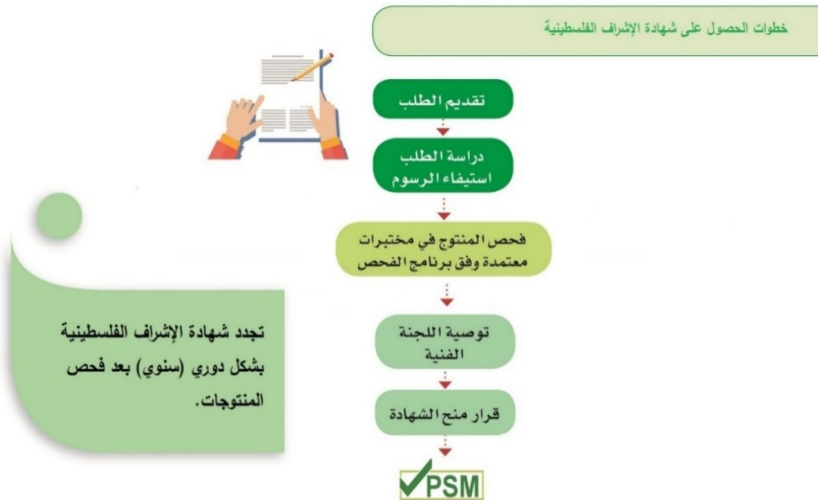 خطوات الحصول على شهادة الإشراف الفلسطينية
تقديم الطلب
دراسة الطلب
استيفاء الرسوم
فحص المنتوج في مختبرات
معتمدة وفق برنامج الفحص
توصية اللجنة
الفنية
قرار منح الشهادة
PSM
تجدد شهادة الإشراف الفلسطينية
بشكل دوري (سنوي) بعد فحص
المنتوجات.